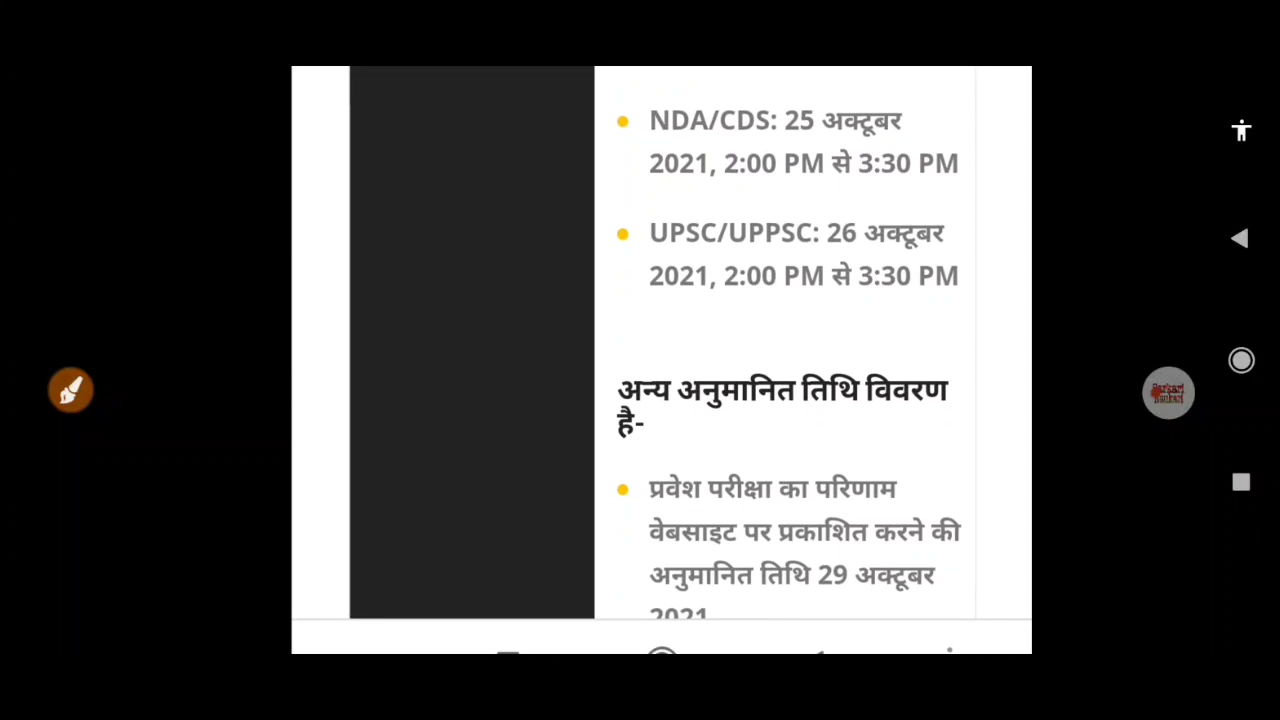 NDA/CDS: 25 अक्टूबर
2021, 2:00 PM से 3:30 PM
UPSC/UPPSC: 26 अक्टूबर
2021, 2:00 PM से 3:30 PM
अन्य अनुमानित तिथि विवरण
है-
प्रवेश परीक्षा का परिणाम
वेबसाइट पर प्रकाशित करने की
अनुमानित तिथि 29 अक्टूबर
2021